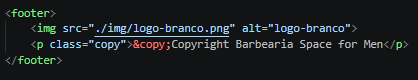 <footer>
<img src="./img/logo-branco.png" alt="logo-branco">
<p class="copy">&copy;Copyright Barbearia Space for Men</p>
</footer>